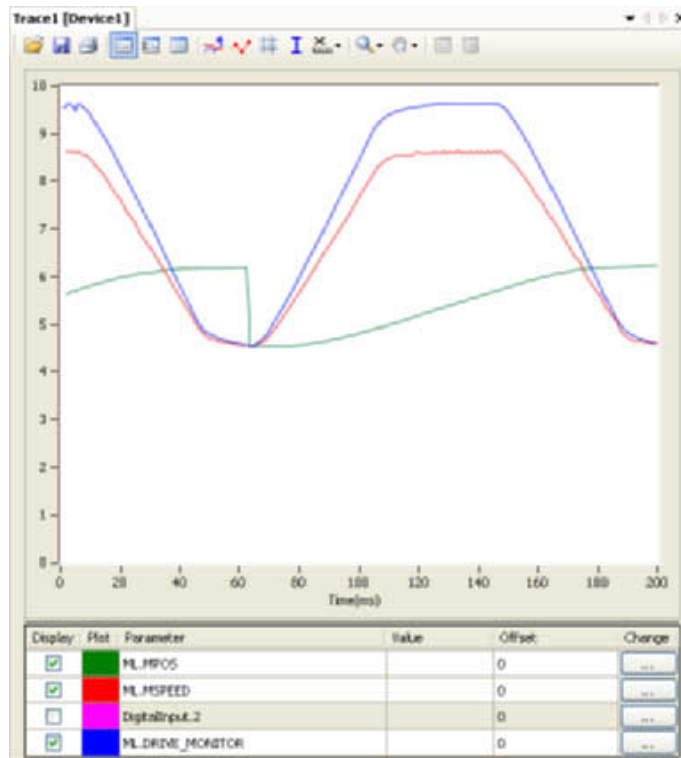 Trace1 [Device1]
10
9
8
7
6
5
4
3
2
1
0
0 20 40 60 80 100 120 140 160 180 200
Time(ms)
Display Plot Parameter Value Offset Change
ML.MPOS 0 ...
ML.MSPEED 0 ...
DigitalInput.2 0 ...
ML.DRIVE_MONITOR 0 ...